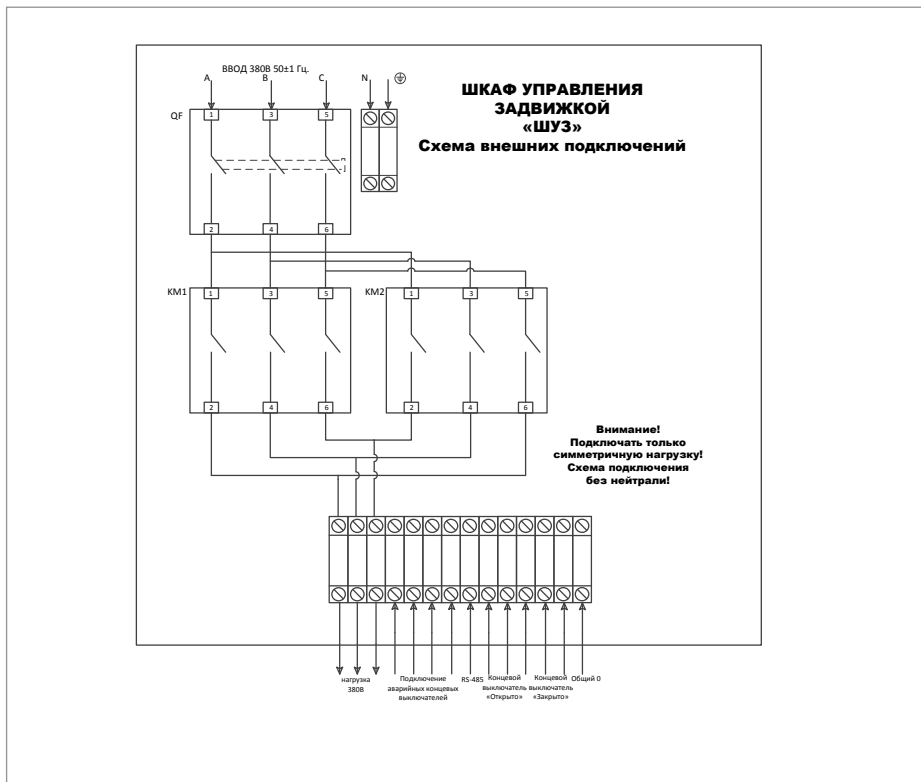 ВВОД 380В 50±1 Гц.
A B C N
ШКАФ УПРАВЛЕНИЯ
ЗАДВИЖКОЙ
«ШУЗ»
Схема внешних подключений
QF 1 3 5
2 4 6
КМ1 1 3 5
КМ2 1 3 5
2 4 6
2 4 6
Внимание!
Подключать только
симметричную нагрузку!
Схема подключения
без нейтрали!
нагрузка
380В
Подключение
аварийных концевых
выключателей
RS-485
Концевой
выключатель
«Открыто»
Концевой
выключатель
«Закрыто»
Общий 0